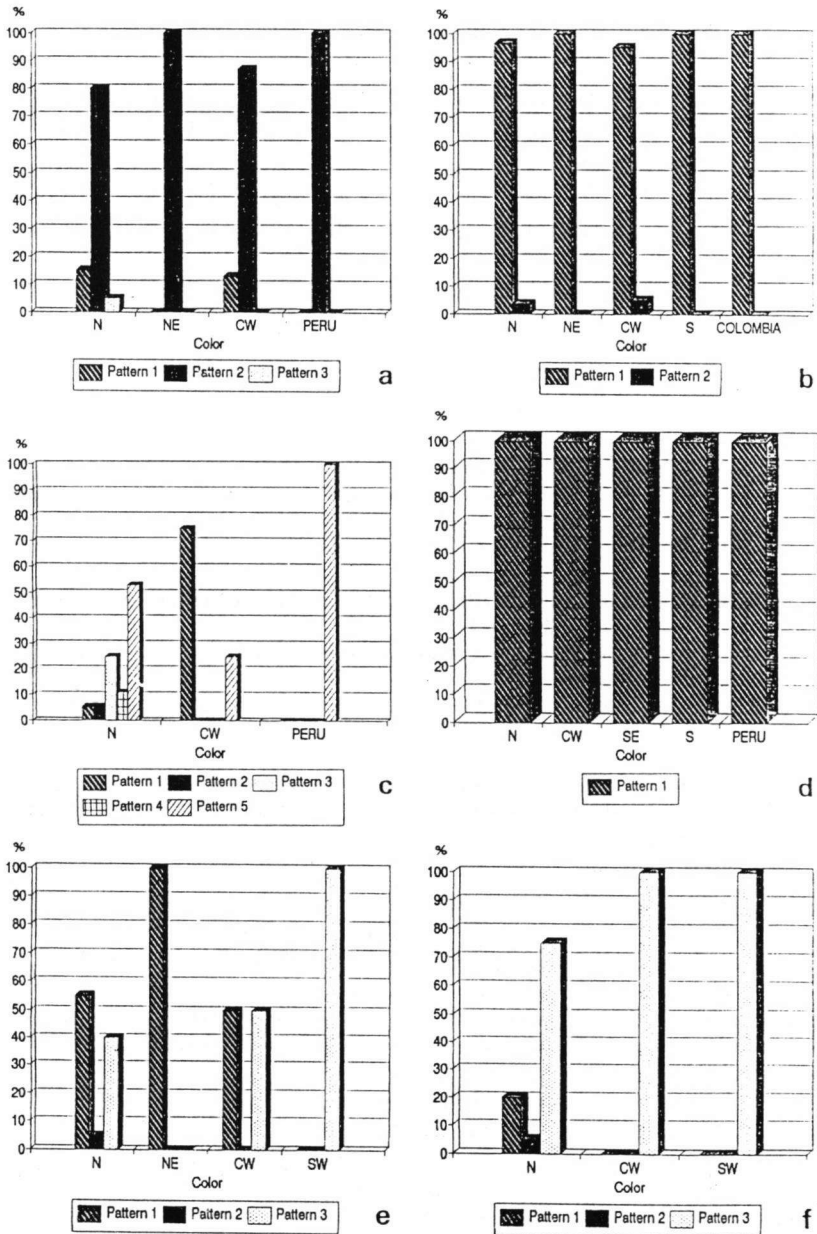 %
100
90
80
70
60
50
40
30
20
10
0
N NE CW PERU
Color
Pattern 1 Pattern 2 Pattern 3
a
%
100
90
80
70
60
50
40
30
20
10
0
N NE CW S COLOMBIA
Color
Pattern 1 Pattern 2
b
%
100
90
80
70
60
50
40
30
20
10
0
N CW PERU
Color
Pattern 1 Pattern 2 Pattern 3
Pattern 4 Pattern 5
c
%
100
90
80
70
60
50
40
30
20
10
0
N CW SE S PERU
Color
Pattern 1
d
%
100
90
80
70
60
50
40
30
20
10
0
N NE CW SW
Color
Pattern 1 Pattern 2 Pattern 3
e
%
100
90
80
70
60
50
40
30
20
10
0
N CW SW
Color
Pattern 1 Pattern 2 Pattern 3
f